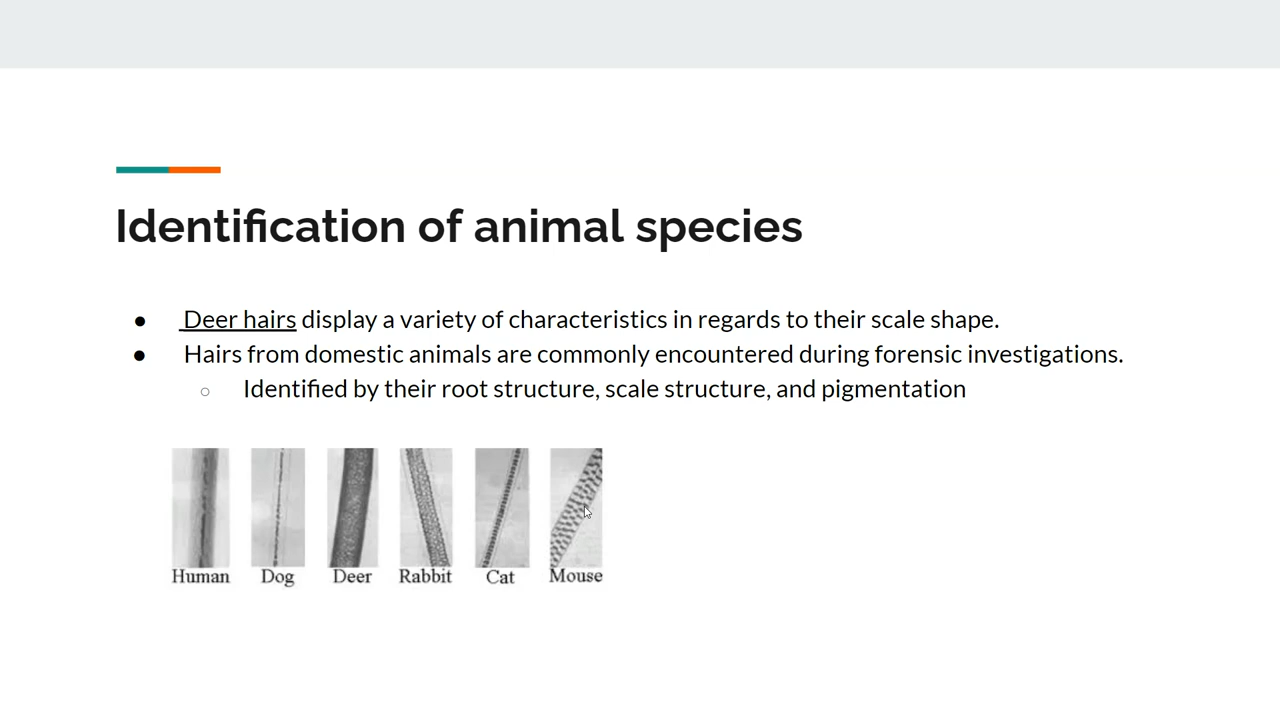 Identification of animal species
● Deer hairs display a variety of characteristics in regards to their scale shape.
● Hairs from domestic animals are commonly encountered during forensic investigations.
○ Identified by their root structure, scale structure, and pigmentation
Human Dog Deer Rabbit Cat Mouse